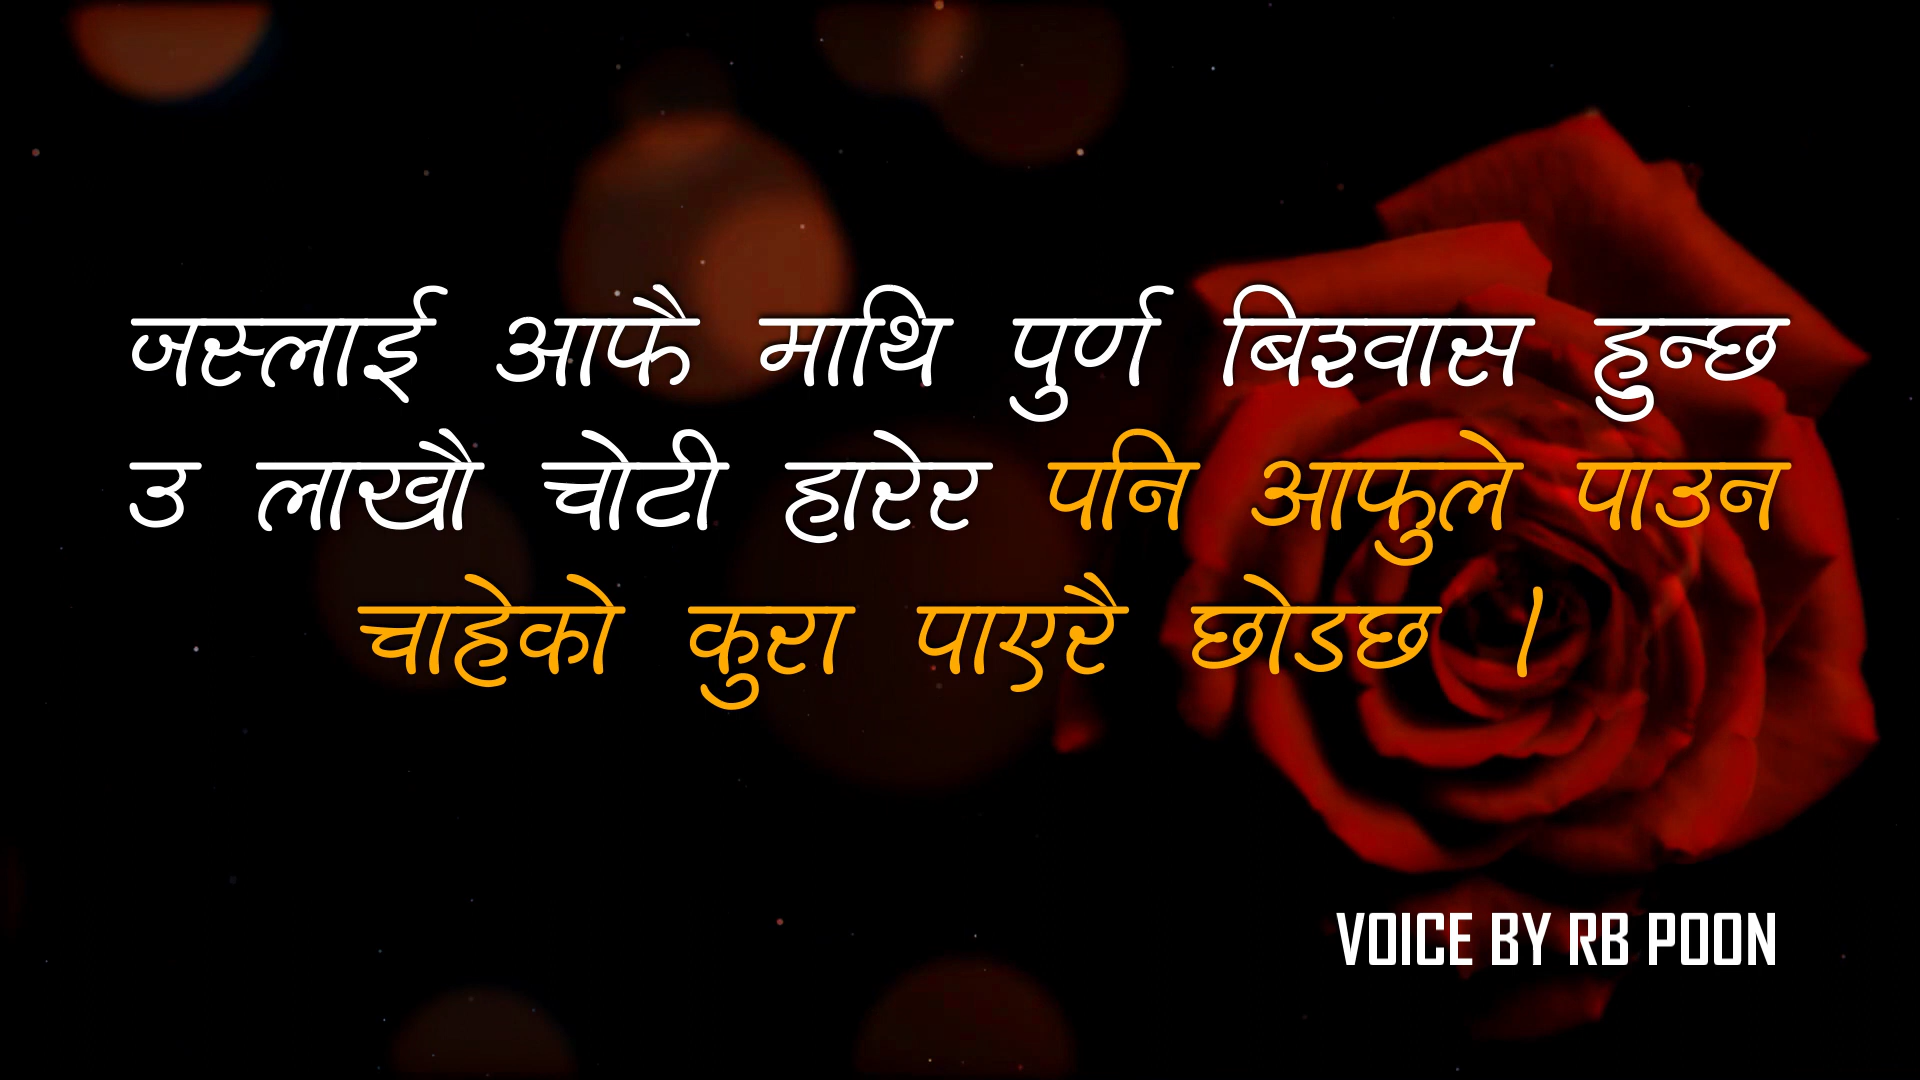 जस्लाई आफै माथि पुर्ण बिश्वास हुन्छ
उ लाखौ चोटी हारेर पनि आफुले पाउन
चाहेको कुरा पाएरै छोडछ ।
VOICE BY RB POON